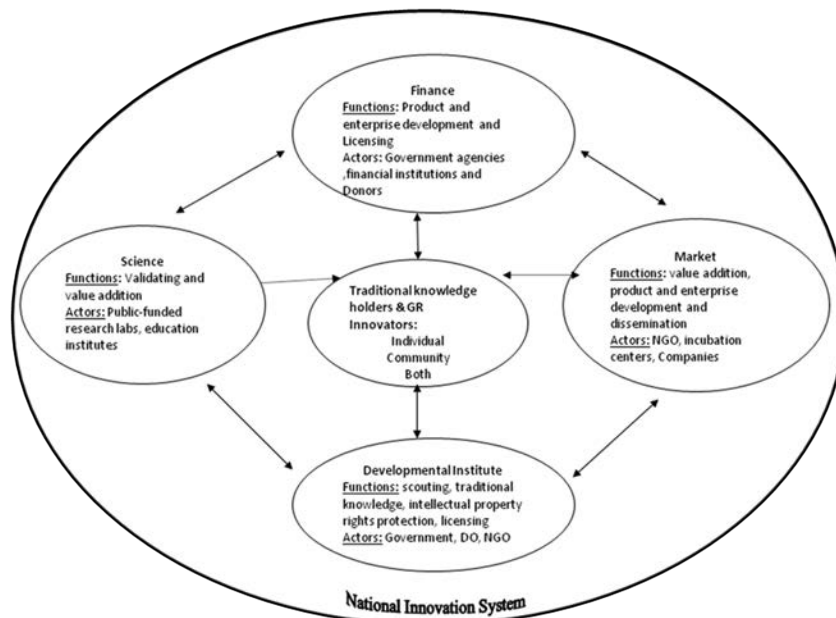 Finance
Functions: Product and
enterprise development and
Licensing
Actors: Government agencies
,financial institutions and
Donors
Science
Functions: Validating and
value addition
Actors: Public-funded
research labs, education
institutes
Traditional knowledge
holders & GR
Innovators:
Individual
Community
Both
Market
Functions: value addition,
product and enterprise
development and
dissemination
Actors: NGO, incubation
centers, Companies
Developmental Institute
Functions: scouting, traditional
knowledge, intellectual property
rights protection, licensing
Actors: Government, DO, NGO
National Innovation System